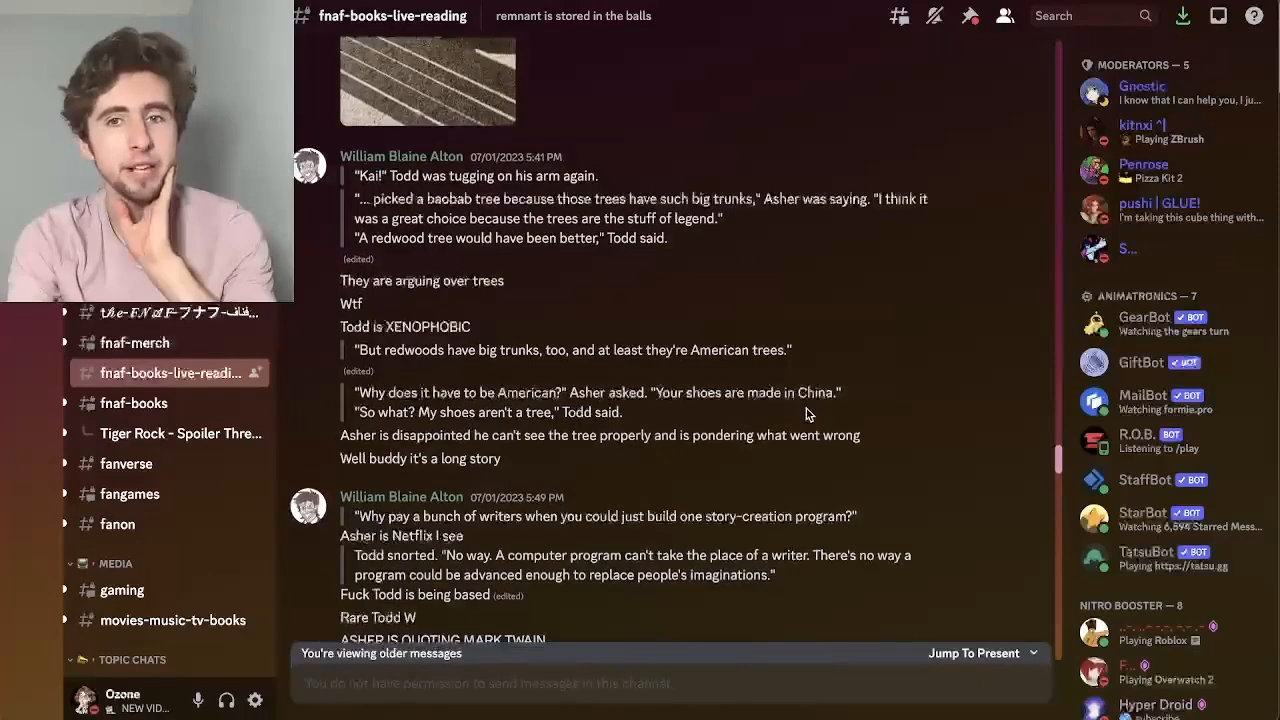 fnaf-books-live-reading
remnant is stored in the balls
Search
William Blaine Alton 07/01/2023 5:41 PM
"Kai!" Todd was tugging on his arm again.
"... picked a baobab tree because those trees have such big trunks," Asher was saying. "I think it
was a great choice because the trees are the stuff of legend."
"A redwood tree would have been better," Todd said.
(edited)
They are arguing over trees
Wtf
Todd is XENOPHOBIC
"But redwoods have big trunks, too, and at least they're American trees."
(edited)
"Why does it have to be American?" Asher asked. "Your shoes are made in China."
"So what? My shoes aren't a tree," Todd said.
Asher is disappointed he can't see the tree properly and is pondering what went wrong
Well buddy it's a long story
William Blaine Alton 07/01/2023 5:49 PM
"Why pay a bunch of writers when you could just build one story-creation program?"
Asher is Netflix I see
Todd snorted. "No way. A computer program can't take the place of a writer. There's no way a
program could be advanced enough to replace people's imaginations."
Fuck Todd is being based (edited)
Rare Todd W
ASHER IS QUOTING MARK TWAIN
You're viewing older messages
Jump To Present
You do not have permission to send messages in this channel.
fnaf-merch
fnaf-books-live-readi...
fnaf-books
Tiger Rock - Spoiler Thre...
fanverse
fangames
fanon
MEDIA
gaming
movies-music-tv-books
TOPIC CHATS
Ozone
NEW VID...
MODERATORS — 5
Gnostic
I know that I can help you, I ju...
kitnxi ^|
Playing ZBrush
Penrose
Pizza Kit 2
pushi | GLUE!
I'm taking this cube thing with...
S...
ANIMATRONICS — 7
GearBot BOT
Watching the gears turn
GiftBot BOT
MailBot BOT
Watching formie.pro
R.O.B. BOT
Listening to /play
StaffBot BOT
StarBot BOT
Watching 6,594 Starred Mess...
TatsuBot BOT
Playing https://tatsu.gg
NITRO BOOSTER — 8
Playing Roblox
F...
Playing Overwatch 2
Hyper Droid
subscribe